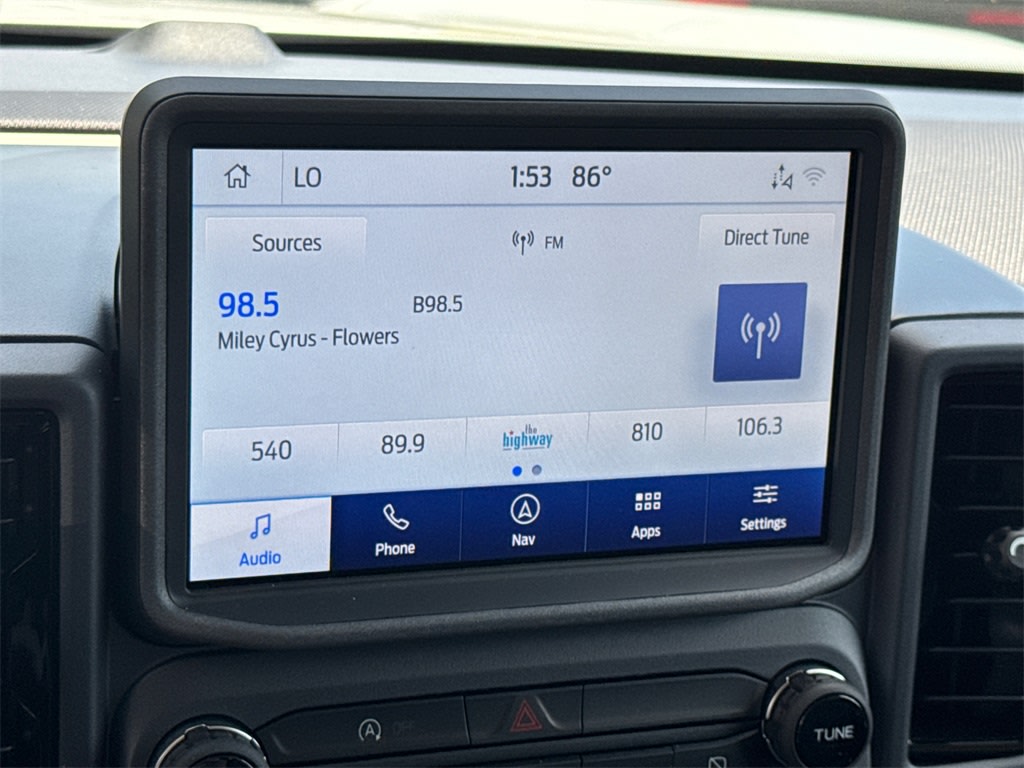 LO 1:53 86°
Sources FM Direct Tune
98.5 B98.5
Miley Cyrus - Flowers
540 89.9 the highway 810 106.3
Audio Phone Nav Apps Settings
A OFF
TUNE